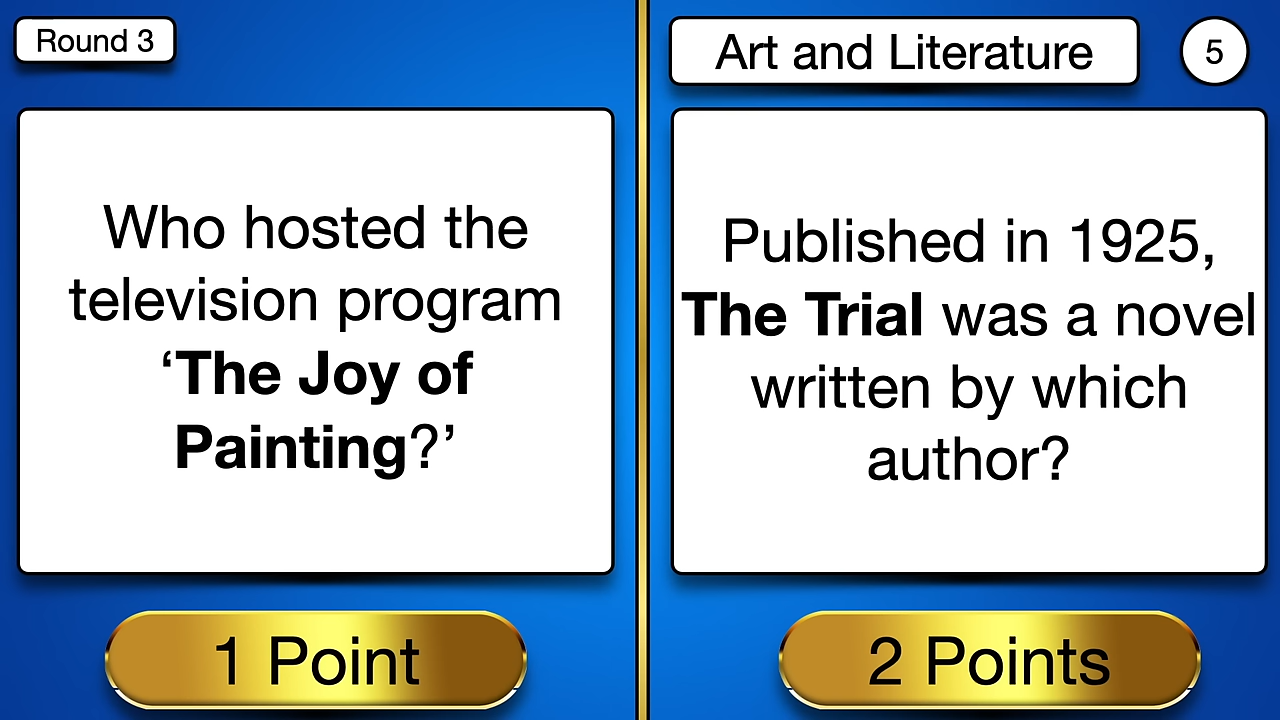 Round 3
Art and Literature
5
Who hosted the
television program
‘The Joy of
Painting?’
Published in 1925,
The Trial was a novel
written by which
author?
1 Point
2 Points